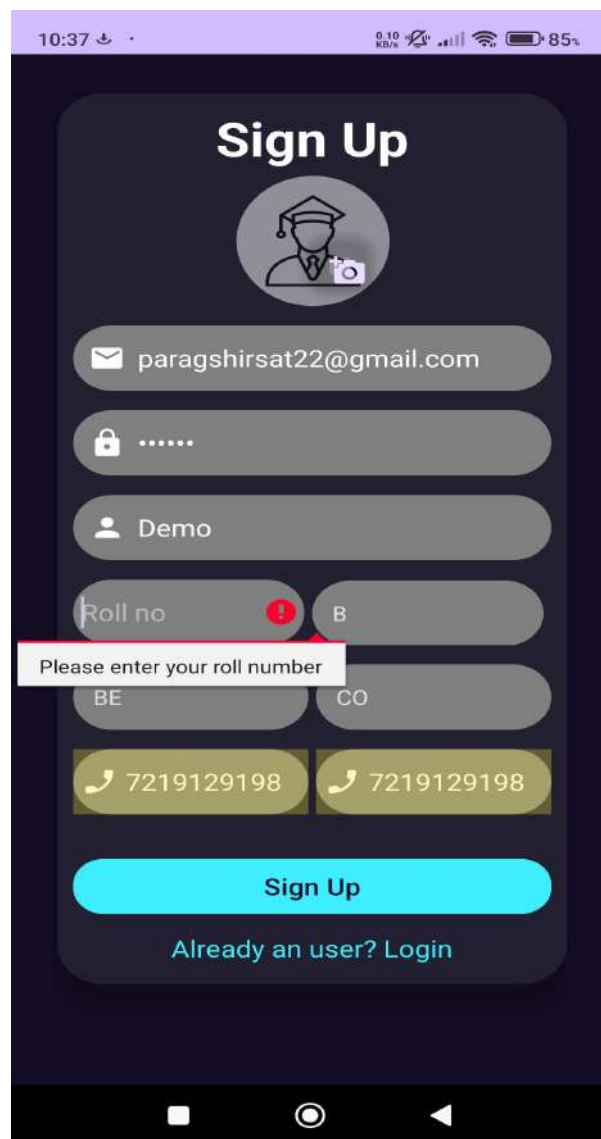 10:37
0.10
KB/s
85%
Sign Up
paragshirsat22@gmail.com
••••••
Demo
Roll no
B
Please enter your roll number
BE
CO
7219129198
7219129198
Sign Up
Already an user? Login